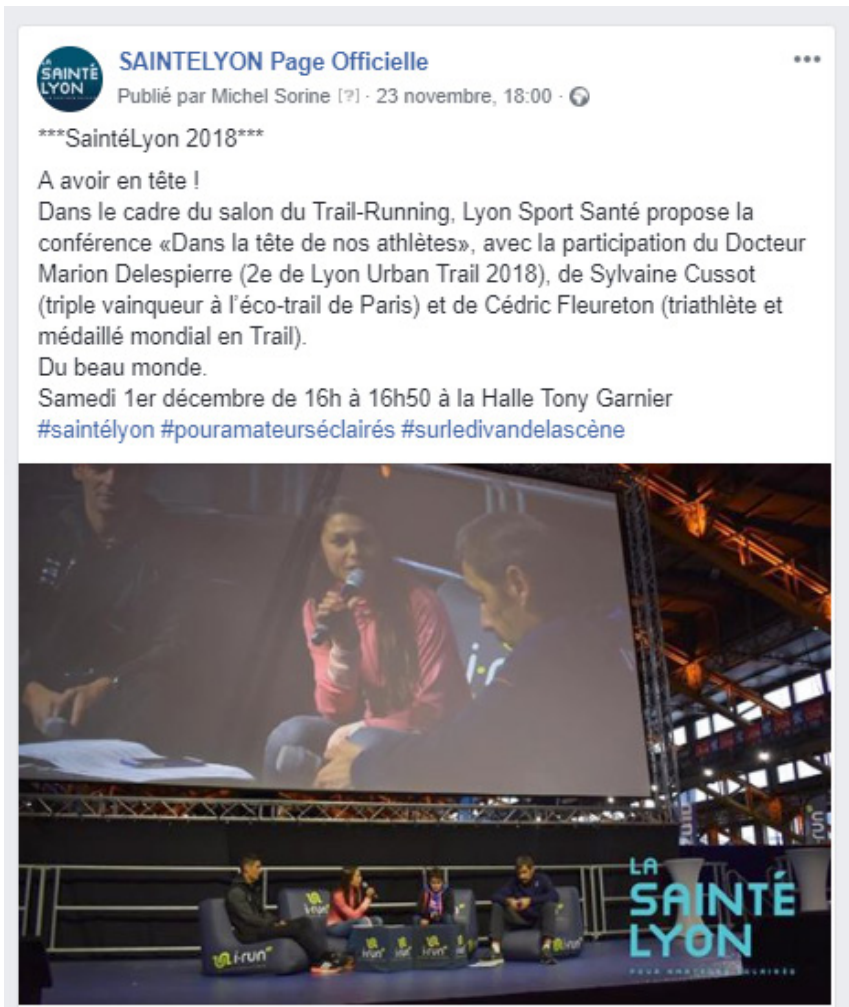 SAINTÉ
LYON
SAINTELYON Page Officielle
Publié par Michel Sorine [?] · 23 novembre, 18:00 ·
***SaintéLyon 2018***
A avoir en tête !
Dans le cadre du salon du Trail-Running, Lyon Sport Santé propose la
conférence «Dans la tête de nos athlètes», avec la participation du Docteur
Marion Delespierre (2e de Lyon Urban Trail 2018), de Sylvaine Cussot
(triple vainqueur à l'éco-trail de Paris) et de Cédric Fleureton (triathlète et
médaillé mondial en Trail).
Du beau monde.
Samedi 1er décembre de 16h à 16h50 à la Halle Tony Garnier
#saintélyon #pouramateurséclairés #surledivandelascène
i-run
i-run
i-run
i-run
LA
SAINTÉ
LYON
POUR AMATEURS ÉCLAIRÉS